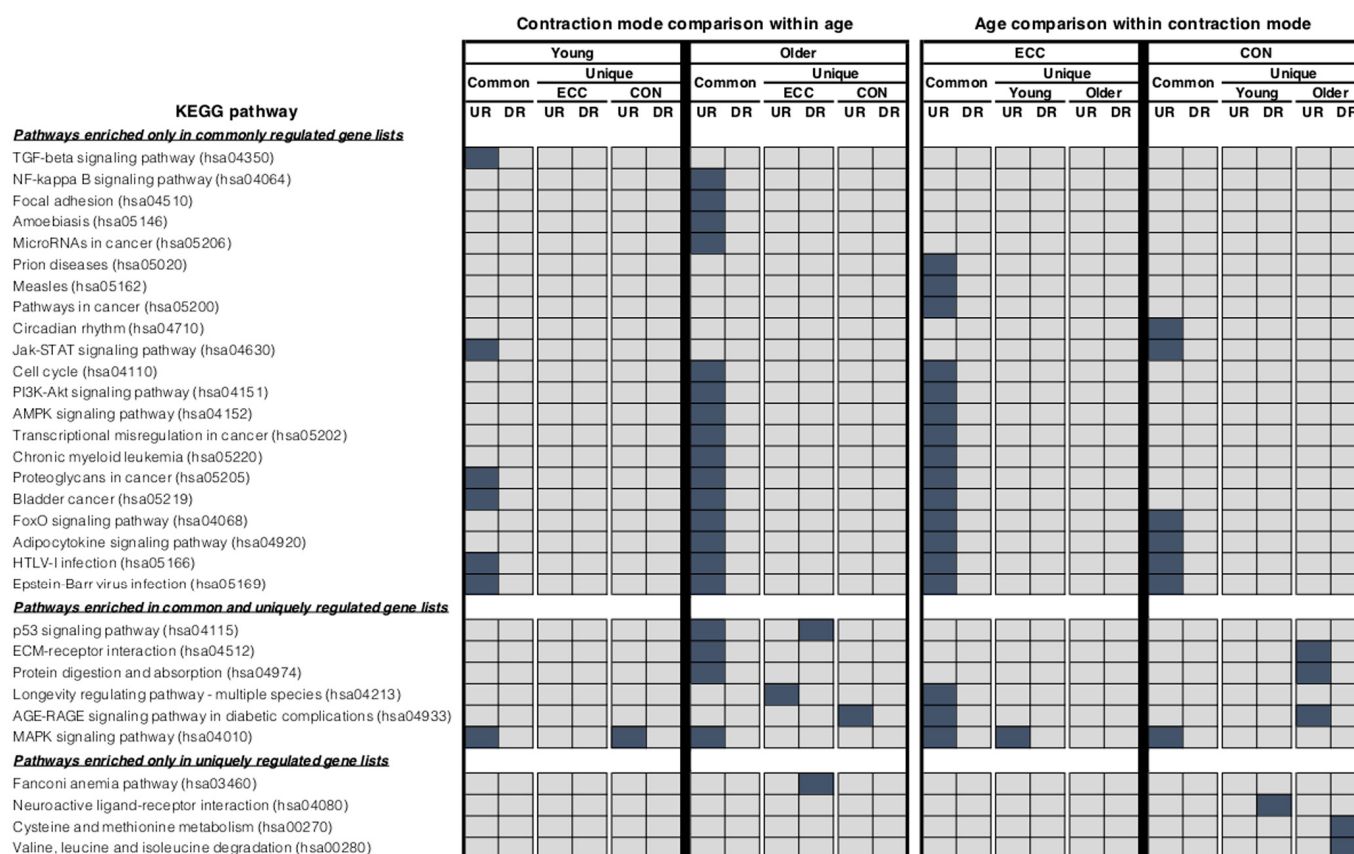 Contraction mode comparison within age Age comparison within contraction mode
Young Older ECC CON
Common Unique Common Unique Common Unique Common Unique
ECC CON ECC CON Young Older Young Older
KEGG pathway UR DR UR DR UR DR UR DR UR DR UR DR UR DR UR DR UR DR UR DR UR DR UR DR
Pathways enriched only in commonly regulated gene lists
TGF-beta signaling pathway (hsa04350)
NF-kappa B signaling pathway (hsa04064)
Focal adhesion (hsa04510)
Amoebiasis (hsa05146)
MicroRNAs in cancer (hsa05206)
Prion diseases (hsa05020)
Measles (hsa05162)
Pathways in cancer (hsa05200)
Circadian rhythm (hsa04710)
Jak-STAT signaling pathway (hsa04630)
Cell cycle (hsa04110)
PI3K-Akt signaling pathway (hsa04151)
AMPK signaling pathway (hsa04152)
Transcriptional misregulation in cancer (hsa05202)
Chronic myeloid leukemia (hsa05220)
Proteoglycans in cancer (hsa05205)
Bladder cancer (hsa05219)
FoxO signaling pathway (hsa04068)
Adipocytokine signaling pathway (hsa04920)
HTLV-I infection (hsa05166)
Epstein-Barr virus infection (hsa05169)
Pathways enriched in common and uniquely regulated gene lists
p53 signaling pathway (hsa04115)
ECM-receptor interaction (hsa04512)
Protein digestion and absorption (hsa04974)
Longevity regulating pathway - multiple species (hsa04213)
AGE-RAGE signaling pathway in diabetic complications (hsa04933)
MAPK signaling pathway (hsa04010)
Pathways enriched only in uniquely regulated gene lists
Fanconi anemia pathway (hsa03460)
Neuroactive ligand-receptor interaction (hsa04080)
Cysteine and methionine metabolism (hsa00270)
Valine, leucine and isoleucine degradation (hsa00280)